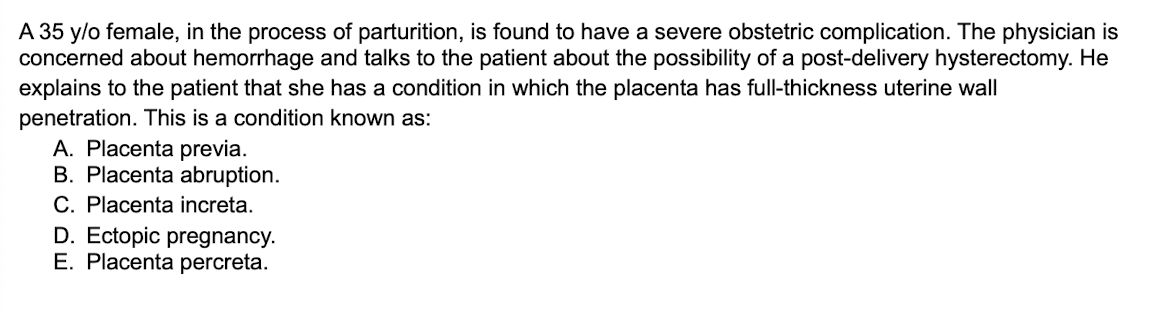 A 35 y/o female, in the process of parturition, is found to have a severe obstetric complication. The physician is
concerned about hemorrhage and talks to the patient about the possibility of a post-delivery hysterectomy. He
explains to the patient that she has a condition in which the placenta has full-thickness uterine wall
penetration. This is a condition known as:
A. Placenta previa.
B. Placenta abruption.
C. Placenta increta.
D. Ectopic pregnancy.
E. Placenta percreta.